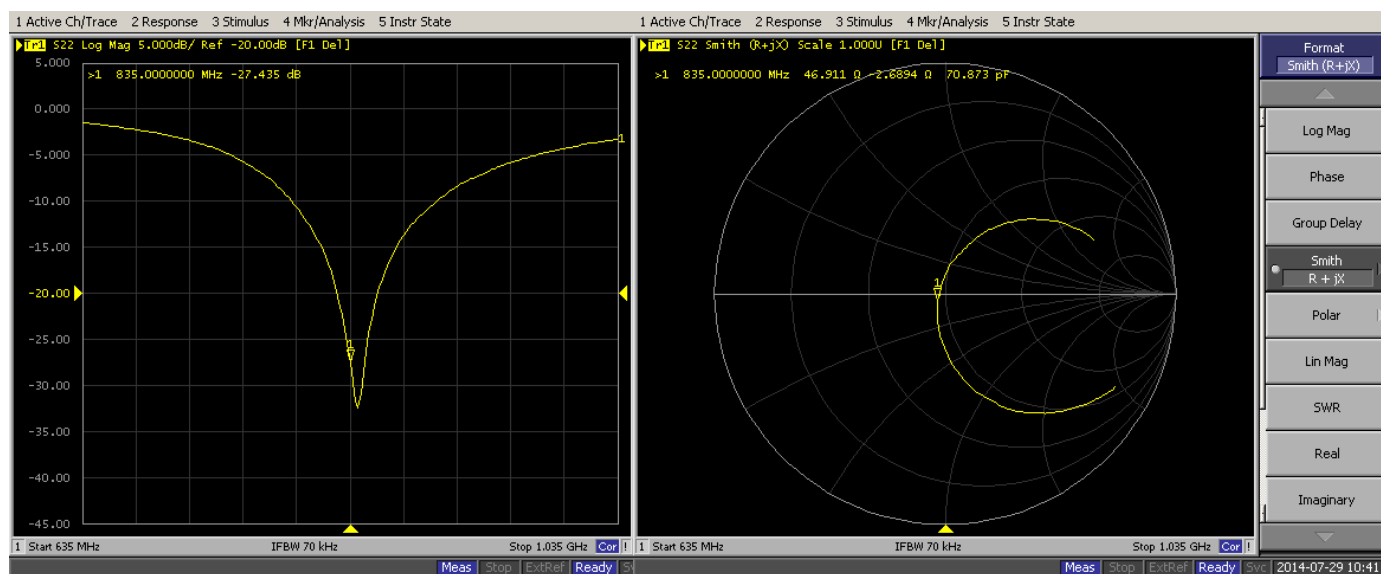 1 Active Ch/Trace 2 Response 3 Stimulus 4 Mkr/Analysis 5 Instr State
Tr1 S22 Log Mag 5.000dB/ Ref -20.00dB [F1 Del]
5.000
>1 835.0000000 MHz -27.435 dB
0.000
-5.000
1
-10.00
-15.00
-20.00
-25.00
1
-30.00
-35.00
-40.00
-45.00
1 Start 635 MHz IFBW 70 kHz Stop 1.035 GHz Cor !
Meas Stop ExtRef Ready
1 Active Ch/Trace 2 Response 3 Stimulus 4 Mkr/Analysis 5 Instr State
Tr1 S22 Smith (R+jX) Scale 1.000U [F1 Del]
>1 835.0000000 MHz 46.911 Ω -2.6894 Ω 70.873 pF
1
1 Start 635 MHz IFBW 70 kHz Stop 1.035 GHz Cor !
Meas Stop ExtRef Ready Svc 2014-07-29 10:41
Format
Smith (R+jX)
Log Mag
Phase
Group Delay
Smith
R + jX
Polar
Lin Mag
SWR
Real
Imaginary